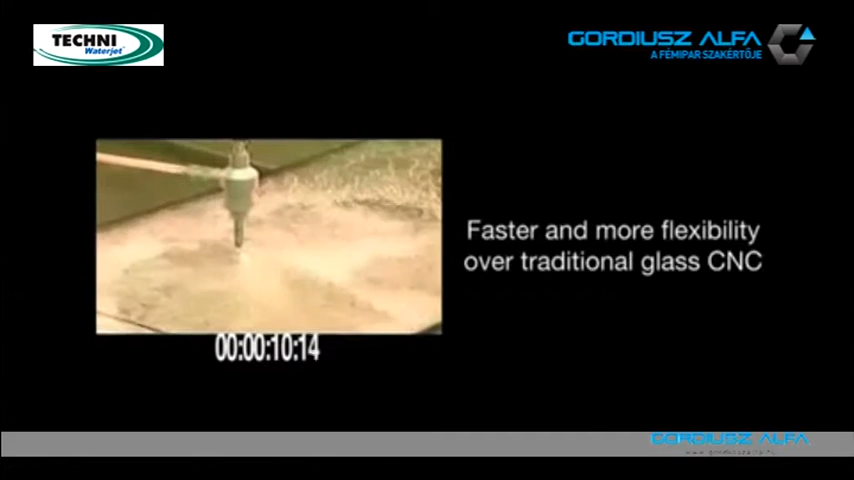 TECHNI
Waterjet
GORDIUSZ ALFA
A FÉMIPAR SZAKÉRTŐJE
Faster and more flexibility
over traditional glass CNC
00:00:10:14
GORDIUSZ ALFA